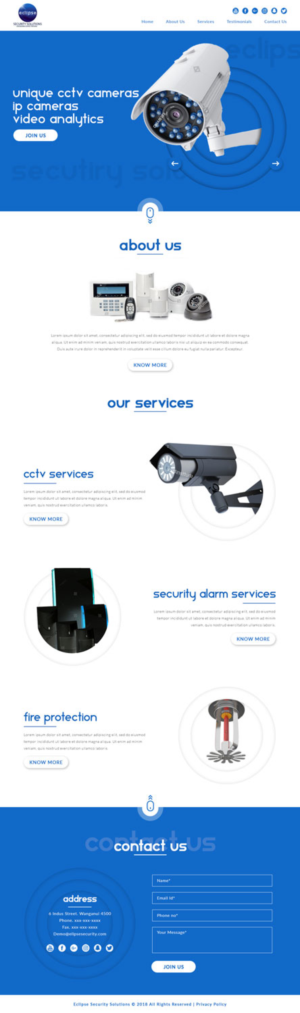 eclipse
SECURITY SOLUTIONS
Home About Us Services Testimonials Contact Us
eclips
unique cctv cameras
ip cameras
video analytics
JOIN US
secutiry solu
about us
Lorem ipsum dolor sit amet, consectetur adipiscing elit, sed do eiusmod tempor incididunt ut labore et dolore magna
aliqua. Ut enim ad minim veniam, quis nostrud exercitation ullamco laboris nisi ut aliquip ex ea commodo consequat.
Duis aute irure dolor in reprehenderit in voluptate velit esse cillum dolore eu fugiat nulla pariatur. Excepteur.
KNOW MORE
our services
cctv services
Lorem ipsum dolor sit amet, consectetur adipiscing elit, sed do eiusmod
tempor incididunt ut labore et dolore magna aliqua. Ut enim ad minim
veniam, quis nostrud exercitation ullamco laboris nisi.
KNOW MORE
security alarm services
Lorem ipsum dolor sit amet, consectetur adipiscing elit, sed do eiusmod
tempor incididunt ut labore et dolore magna aliqua. Ut enim ad minim
veniam, quis nostrud exercitation ullamco laboris nisi.
KNOW MORE
fire protection
Lorem ipsum dolor sit amet, consectetur adipiscing elit, sed do eiusmod
tempor incididunt ut labore et dolore magna aliqua. Ut enim ad minim
veniam, quis nostrud exercitation ullamco laboris nisi.
KNOW MORE
contact us
contact us
address
6 Indus Street, Wanganui 4500
Phone. xxx-xxx-xxxx
Fax. xxx-xxx-xxxx
Name*
Email Id*
Phone no*
Your Message*
JOIN US
Eclipse Security Solutions © 2018 All Rights Reserved | Privacy Policy